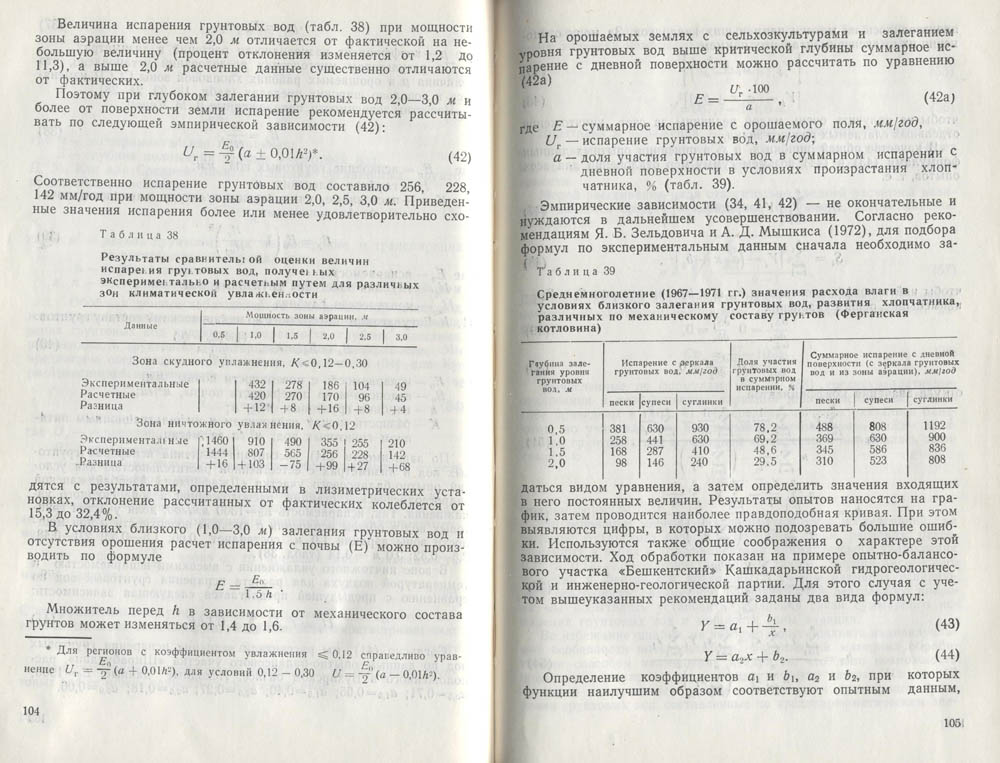 Величина испарения грунтовых вод (табл. 38) при мощности
зоны аэрации менее чем 2,0 м отличается от фактической на не-
большую величину (процент отклонения изменяется от 1,2 до
11,3), а выше 2,0 м расчетные данные существенно отличаются
от фактических.
Поэтому при глубоком залегании грунтовых вод 2,0—3,0 м и
более от поверхности земли испарение рекомендуется рассчиты-
вать по следующей эмпирической зависимости (42):
Uг = E₀/2 (a ± 0,01h²)*. (42)
Соответственно испарение грунтовых вод составило 256, 228,
142 мм/год при мощности зоны аэрации 2,0, 2,5, 3,0 м. Приведен-
ные значения испарения более или менее удовлетворительно схо-
Таблица 38
Результаты сравнительной оценки величин
испарения грунтовых вод, полученных
экспериментально и расчетным путем для различных
зон климатической увлажненности
Данные | Мощность зоны аэрации, м
0,5 | 1,0 | 1,5 | 2,0 | 2,5 | 3,0
Зона скудного увлажнения, K<0,12—0,30
Экспериментальные | | 432 | 278 | 186 | 104 | 49
Расчетные | | 420 | 270 | 170 | 96 | 45
Разница | | +12 | +8 | +16 | +8 | +4
Зона ничтожного увлажнения, K<0,12
Экспериментальные | 1460 | 910 | 490 | 355 | 255 | 210
Расчетные | 1444 | 807 | 565 | 256 | 228 | 142
Разница | +16 | +103 | −75 | +99 | +27 | +68
дятся с результатами, определенными в лизиметрических уста-
новках, отклонение рассчитанных от фактических колеблется от
15,3 до 32,4%.
В условиях близкого (1,0—3,0 м) залегания грунтовых вод и
отсутствия орошения расчет испарения с почвы (E) можно произ-
водить по формуле
E = E₀/1,5 h .
Множитель перед h в зависимости от механического состава
грунтов может изменяться от 1,4 до 1,6.
* Для регионов с коэффициентом увлажнения ⩽ 0,12 справедливо урав-
нение Uг = E₀/2 (a + 0,01h²), для условий 0,12 – 0,30 U = E₀/2 (a — 0,01h²).
104
На орошаемых землях с сельхозкультурами и залеганием
уровня грунтовых вод выше критической глубины суммарное ис-
парение с дневной поверхности можно рассчитать по уравнению
(42а)
E = Uг ·100/a , (42а)
где E — суммарное испарение с орошаемого поля, мм/год,
Uг — испарение грунтовых вод, мм/год;
a — доля участия грунтовых вод в суммарном испарении с
дневной поверхности в условиях произрастания хлоп-
чатника, % (табл. 39).
Эмпирические зависимости (34, 41, 42) — не окончательные и
нуждаются в дальнейшем усовершенствовании. Согласно реко-
мендациям Я. Б. Зельдовича и А. Д. Мышкиса (1972), для подбора
формул по экспериментальным данным сначала необходимо за-
Таблица 39
Среднемноголетние (1967—1971 гг.) значения расхода влаги в
условиях близкого залегания грунтовых вод, развития хлопчатника,
различных по механическому составу грунтов (Ферганская
котловина)
Глубина зале-
гания уровня
грунтовых
вод, м
Испарение с зеркала
грунтовых вод, мм/год
Доля участия
грунтовых вод
в суммарном
испарении, %
Суммарное испарение с дневной
поверхности (с зеркала грунтовых
вод и из зоны аэрации), мм/год
пески | супеси | суглинки | пески | супеси | суглинки
0,5 | 381 | 630 | 930 | 78,2 | 488 | 808 | 1192
1,0 | 258 | 441 | 630 | 69,2 | 369 | 630 | 900
1,5 | 168 | 287 | 410 | 48,6 | 345 | 586 | 836
2,0 | 98 | 146 | 240 | 29,5 | 310 | 523 | 808
даться видом уравнения, а затем определить значения входящих
в него постоянных величин. Результаты опытов наносятся на гра-
фик, затем проводится наиболее правдоподобная кривая. При этом
выявляются цифры, в которых можно подозревать большие ошиб-
ки. Используются также общие соображения о характере этой
зависимости. Ход обработки показан на примере опытно-балансо-
вого участка «Бешкентский» Кашкадарьинской гидрогеологичес-
кой и инженерно-геологической партии. Для этого случая с уче-
том вышеуказанных рекомендаций заданы два вида формул:
Y = a₁ + b₁/x , (43)
Y = a₂x + b₂. (44)
Определение коэффициентов a₁ и b₁, a₂ и b₂, при которых
функции наилучшим образом соответствуют опытным данным,
105